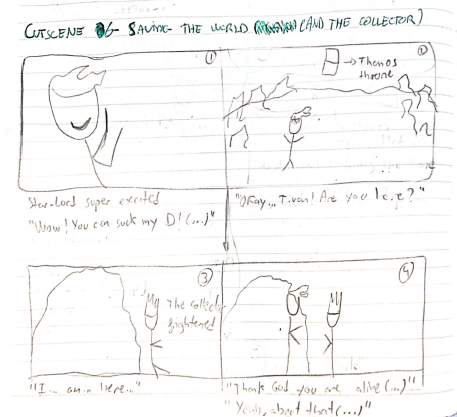 CUTSCENE 06- SAVING THE WORLD (AND THE COLLECTOR)
1
2
→Thanos
throne
Star-Lord super excited
"Wow! You can suck my D! (...)"
"Okay... Tivan! Are you here?"
3
4
The Collector
frightened
"I... am... here..."
"Thank God you are alive (...)"
"Yeah, about that (...)"